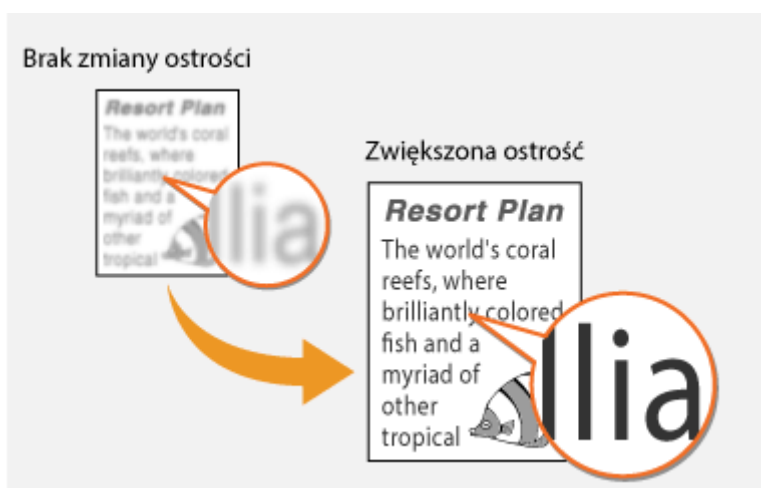 Brak zmiany ostrości
Resort Plan
The world's coral
reefs, where
brilliantly colored
fish and a
myriad of
other
tropical
lia
Zwiększona ostrość
Resort Plan
The world's coral
reefs, where
brilliantly colored
fish and a
myriad of
other
tropical
llia